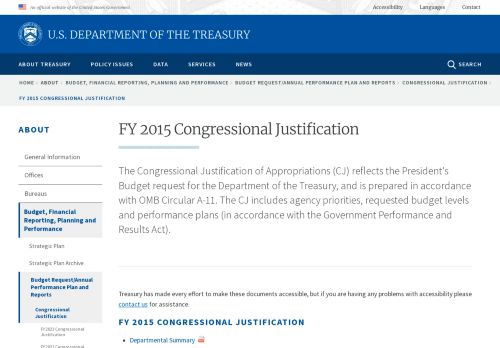 An official website of the United States Government
Accessibility Languages Contact
U.S. DEPARTMENT OF THE TREASURY
ABOUT TREASURY POLICY ISSUES DATA SERVICES NEWS SEARCH
HOME › ABOUT › BUDGET, FINANCIAL REPORTING, PLANNING AND PERFORMANCE › BUDGET REQUEST/ANNUAL PERFORMANCE PLAN AND REPORTS › CONGRESSIONAL JUSTIFICATION ›
FY 2015 CONGRESSIONAL JUSTIFICATION
ABOUT
General Information
Offices
Bureaus
Budget, Financial
Reporting, Planning and
Performance
Strategic Plan
Strategic Plan Archive
Budget Request/Annual
Performance Plan and
Reports
Congressional
Justification
FY 2023 Congressional
Justification
FY 2015 Congressional Justification
The Congressional Justification of Appropriations (CJ) reflects the President's
Budget request for the Department of the Treasury, and is prepared in accordance
with OMB Circular A-11. The CJ includes agency priorities, requested budget levels
and performance plans (in accordance with the Government Performance and
Results Act).
Treasury has made every effort to make these documents accessible, but if you are having any problems with accessibility please
contact us for assistance.
FY 2015 CONGRESSIONAL JUSTIFICATION
• Departmental Summary